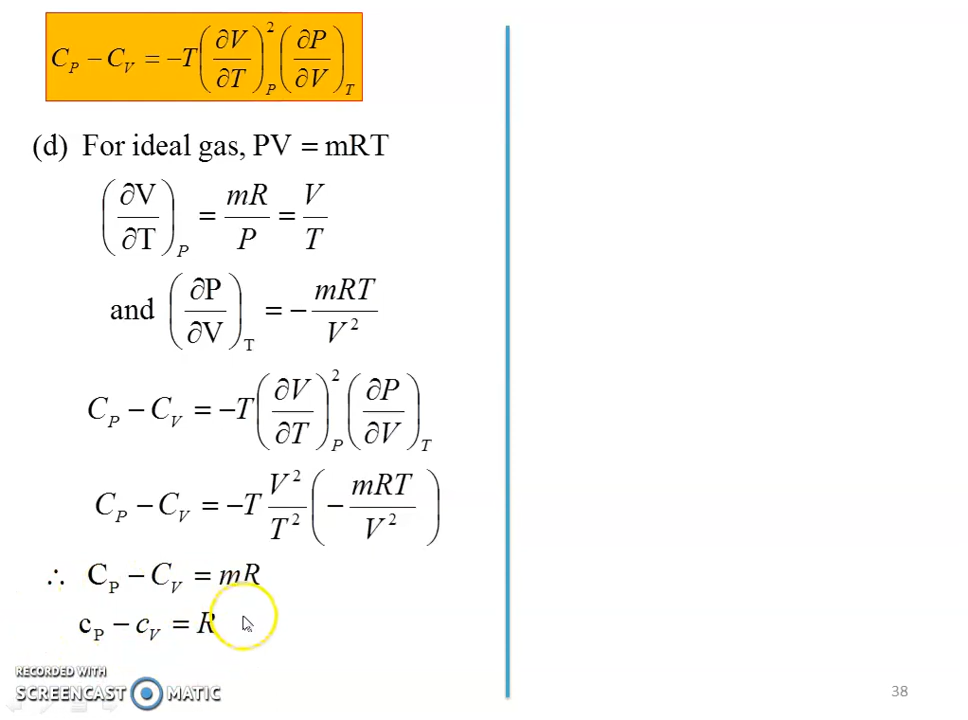 C_P − C_V = −T(∂V/∂T)²_P (∂P/∂V)_T
(d) For ideal gas, PV = mRT
(∂V/∂T)_P = mR/P = V/T
and (∂P/∂V)_T = − mRT/V²
C_P − C_V = −T(∂V/∂T)²_P (∂P/∂V)_T
C_P − C_V = −T V²/T² (− mRT/V²)
∴ C_P − C_V = mR
c_P − c_V = R
RECORDED WITH
SCREENCAST MATIC
38